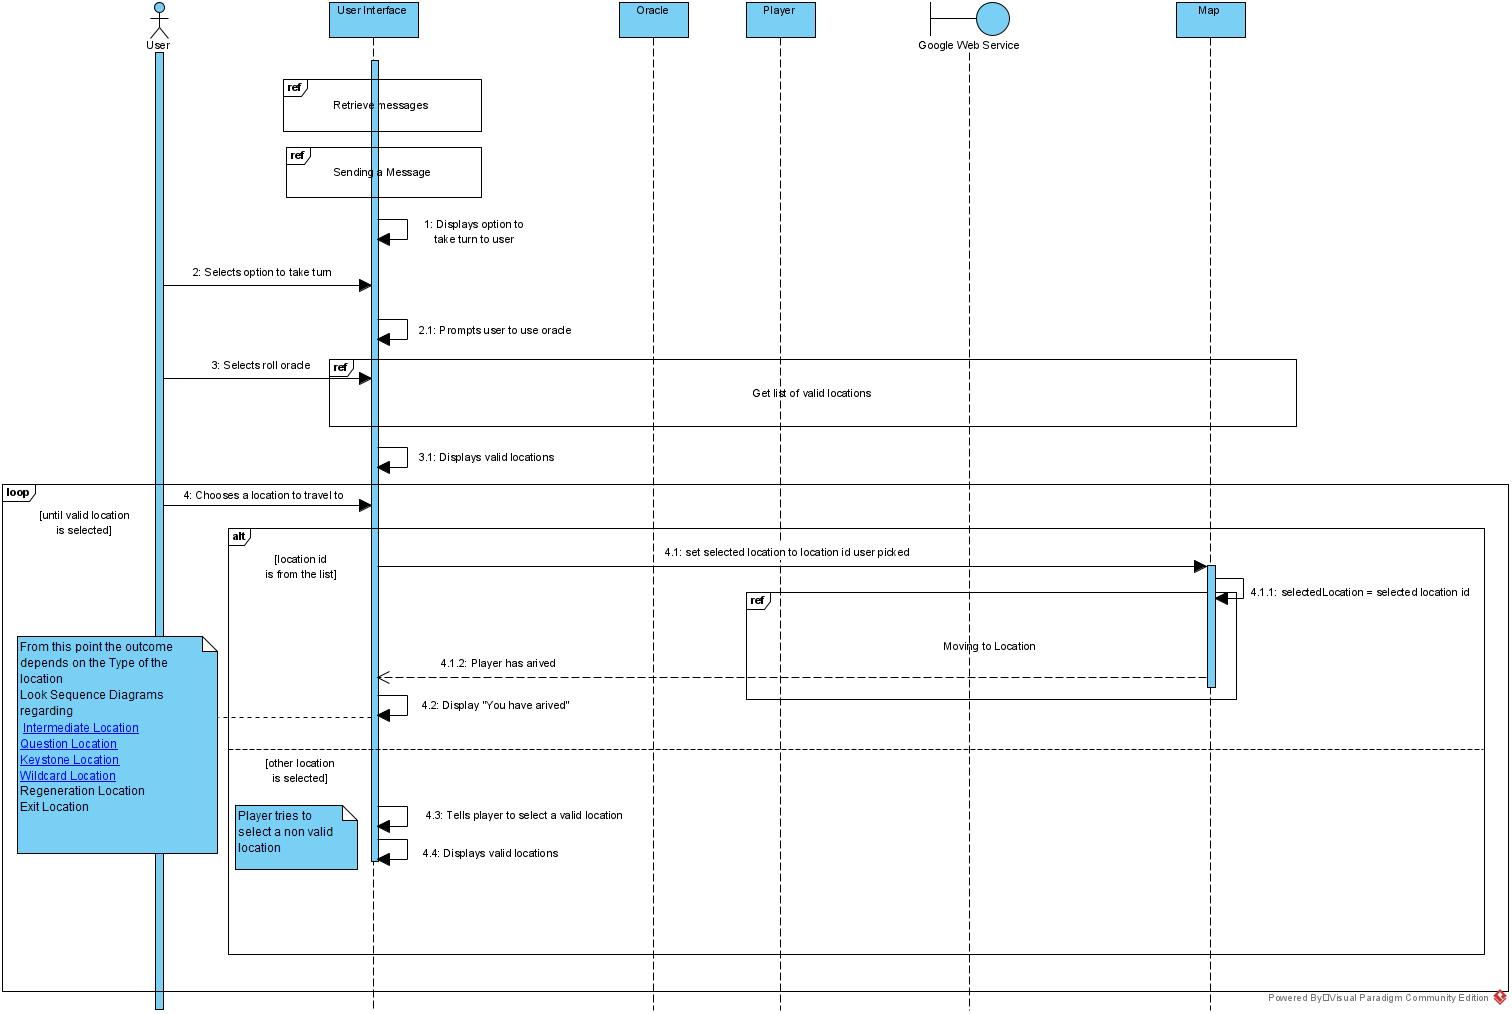 User
User Interface
Oracle
Player
Google Web Service
Map
ref
Retrieve messages
ref
Sending a Message
1: Displays option to
take turn to user
2: Selects option to take turn
2.1: Prompts user to use oracle
3: Selects roll oracle
ref
Get list of valid locations
3.1: Displays valid locations
loop
4: Chooses a location to travel to
[until valid location
is selected]
alt
[location id
is from the list]
4.1: set selected location to location id user picked
4.1.1: selectedLocation = selected location id
ref
Moving to Location
4.1.2: Player has arived
4.2: Display "You have arived"
From this point the outcome
depends on the Type of the
location
Look Sequence Diagrams
regarding
Intermediate Location
Question Location
Keystone Location
Wildcard Location
Regeneration Location
Exit Location
[other location
is selected]
Player tries to
select a non valid
location
4.3: Tells player to select a valid location
4.4: Displays valid locations
Powered By Visual Paradigm Community Edition